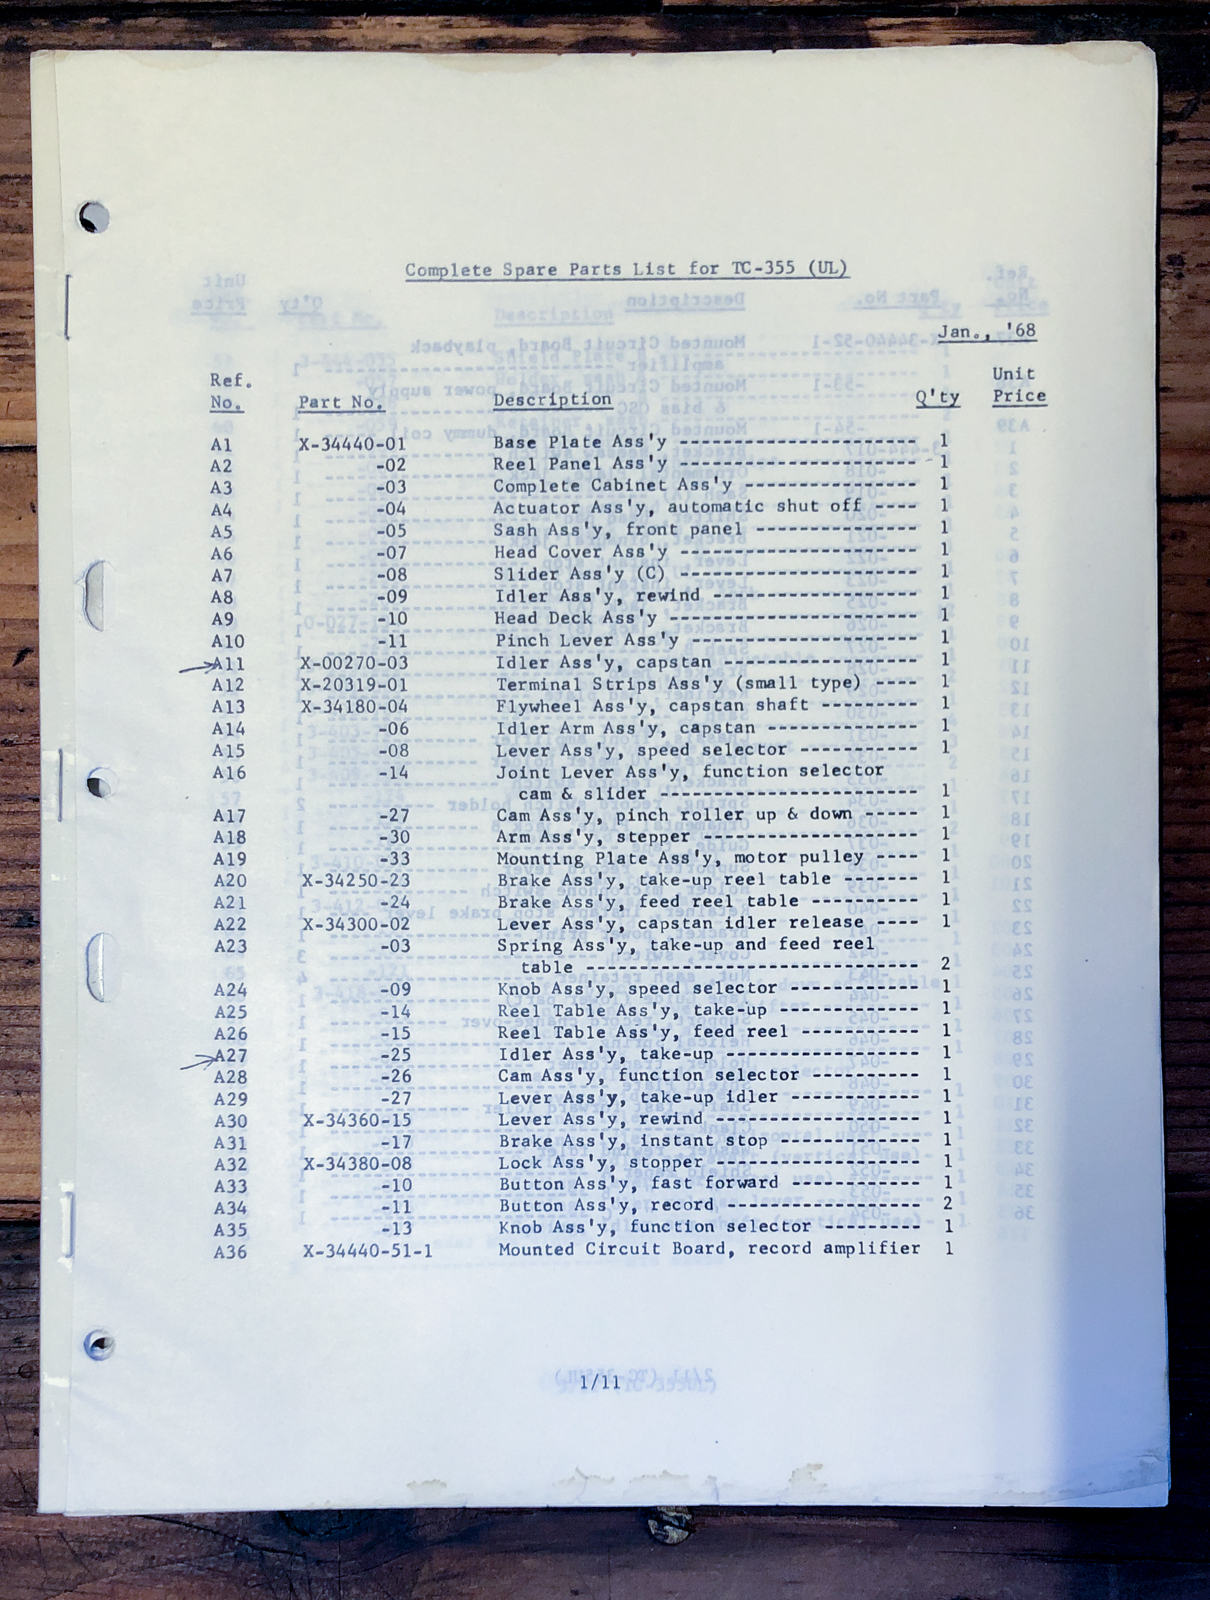 Complete Spare Parts List for TC-355 (UL)
Jan., '68
Ref. No. Part No. Description Q'ty Unit Price
A1 X-34440-01 Base Plate Ass'y ---------------------- 1
A2 -02 Reel Panel Ass'y ---------------------- 1
A3 -03 Complete Cabinet Ass'y ---------------- 1
A4 -04 Actuator Ass'y, automatic shut off ---- 1
A5 -05 Sash Ass'y, front panel --------------- 1
A6 -07 Head Cover Ass'y ---------------------- 1
A7 -08 Slider Ass'y (C) ---------------------- 1
A8 -09 Idler Ass'y, rewind ------------------- 1
A9 -10 Head Deck Ass'y ----------------------- 1
A10 -11 Pinch Lever Ass'y --------------------- 1
A11 X-00270-03 Idler Ass'y, capstan ------------------ 1
A12 X-20319-01 Terminal Strips Ass'y (small type) ---- 1
A13 X-34180-04 Flywheel Ass'y, capstan shaft --------- 1
A14 -06 Idler Arm Ass'y, capstan -------------- 1
A15 -08 Lever Ass'y, speed selector ----------- 1
A16 -14 Joint Lever Ass'y, function selector
cam & slider ------------------------ 1
A17 -27 Cam Ass'y, pinch roller up & down ----- 1
A18 -30 Arm Ass'y, stepper -------------------- 1
A19 -33 Mounting Plate Ass'y, motor pulley ---- 1
A20 X-34250-23 Brake Ass'y, take-up reel table ------- 1
A21 -24 Brake Ass'y, feed reel table ---------- 1
A22 X-34300-02 Lever Ass'y, capstan idler release ---- 1
A23 -03 Spring Ass'y, take-up and feed reel
table ------------------------------- 2
A24 -09 Knob Ass'y, speed selector ------------ 1
A25 -14 Reel Table Ass'y, take-up ------------- 1
A26 -15 Reel Table Ass'y, feed reel ----------- 1
A27 -25 Idler Ass'y, take-up ------------------ 1
A28 -26 Cam Ass'y, function selector ---------- 1
A29 -27 Lever Ass'y, take-up idler ------------ 1
A30 X-34360-15 Lever Ass'y, rewind ------------------- 1
A31 -17 Brake Ass'y, instant stop ------------- 1
A32 X-34380-08 Lock Ass'y, stopper ------------------- 1
A33 -10 Button Ass'y, fast forward ------------ 1
A34 -11 Button Ass'y, record ------------------ 2
A35 -13 Knob Ass'y, function selector --------- 1
A36 X-34440-51-1 Mounted Circuit Board, record amplifier 1
1/11